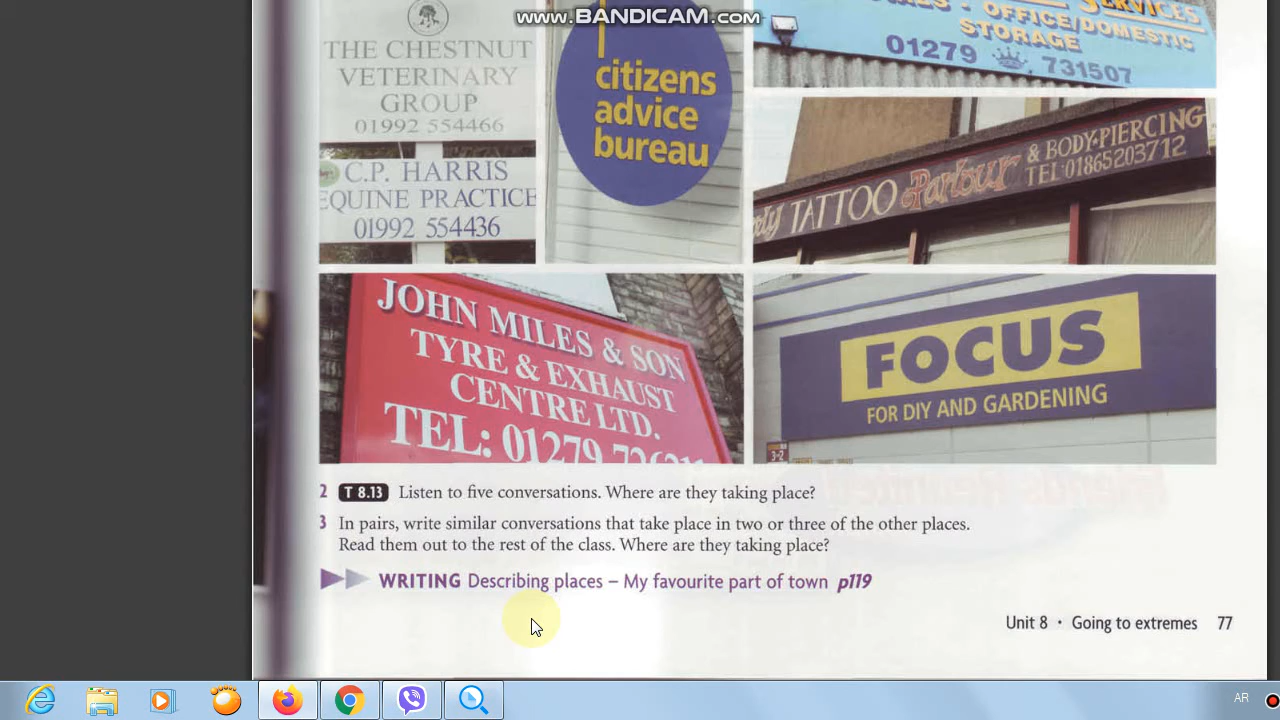 www.BANDICAM.com
THE CHESTNUT
VETERINARY
GROUP
01992 554466
C.P. HARRIS
EQUINE PRACTICE
01992 554436
citizens
advice
bureau
SERVICES
- OFFICE/DOMESTIC
STORAGE
01279 731507
TATTOO Parlour & BODY·PIERCING
TEL:01865203712
JOHN MILES & SON
TYRE & EXHAUST
CENTRE LTD.
TEL: 01279
FOCUS
FOR DIY AND GARDENING
2 T 8.13 Listen to five conversations. Where are they taking place?
3 In pairs, write similar conversations that take place in two or three of the other places.
Read them out to the rest of the class. Where are they taking place?
WRITING Describing places – My favourite part of town p119
Unit 8 · Going to extremes 77
AR